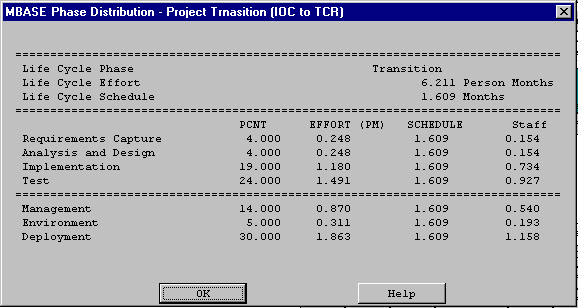 MBASE Phase Distribution - Project Trnasition (IOC to TCR)
Life Cycle Phase Transition
Life Cycle Effort 6.211 Person Months
Life Cycle Schedule 1.609 Months
PCNT EFFORT (PM) SCHEDULE Staff
Requirements Capture 4.000 0.248 1.609 0.154
Analysis and Design 4.000 0.248 1.609 0.154
Implementation 19.000 1.180 1.609 0.734
Test 24.000 1.491 1.609 0.927
Management 14.000 0.870 1.609 0.540
Environment 5.000 0.311 1.609 0.193
Deployment 30.000 1.863 1.609 1.158
OK Help